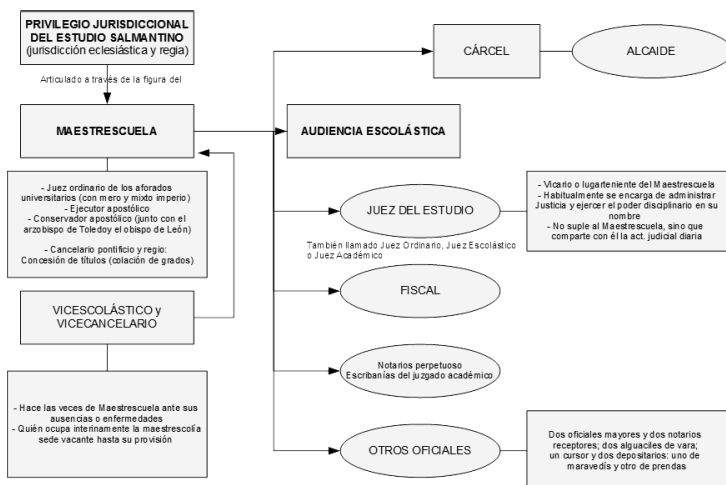 PRIVILEGIO JURISDICCIONAL
DEL ESTUDIO SALMANTINO
(jurisdicción eclesiástica y regia)
Articulado a través de la figura del
MAESTRESCUELA
- Juez ordinario de los aforados
universitarios (con mero y mixto imperio)
- Ejecutor apostólico
- Conservador apostólico (junto con el
arzobispo de Toledoy el obispo de León)
- Cancelario pontificio y regio:
Concesión de títulos (colación de grados)
VICESCOLÁSTICO y
VICECANCELARIO
- Hace las veces de Maestrescuela ante sus
ausencias o enfermedades
- Quién ocupa interinamente la maestrescolía
sede vacante hasta su provisión
CÁRCEL
ALCAIDE
AUDIENCIA ESCOLÁSTICA
JUEZ DEL ESTUDIO
También llamado Juez Ordinario, Juez Escolástico
o Juez Académico
- Vicario o lugarteniente del Maestrescuela
- Habitualmente se encarga de administrar
Justicia y ejercer el poder disciplinario en su
nombre
- No suple al Maestrescuela, sino que
comparte con él la act. judicial diaria
FISCAL
Notarios perpetuoso
Escribanías del juzgado académico
OTROS OFICIALES
Dos oficiales mayores y dos notarios
receptores; dos alguaciles de vara;
un cursor y dos depositarios: uno de
maravedís y otro de prendas